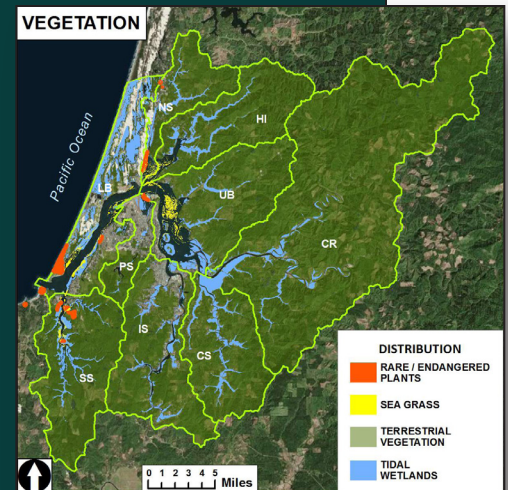 VEGETATION
Pacific Ocean
NS
HI
LB
UB
CR
PS
IS
CS
SS
DISTRIBUTION
RARE / ENDANGERED
PLANTS
SEA GRASS
TERRESTRIAL
VEGETATION
TIDAL
WETLANDS
0 1 2 3 4 5
Miles